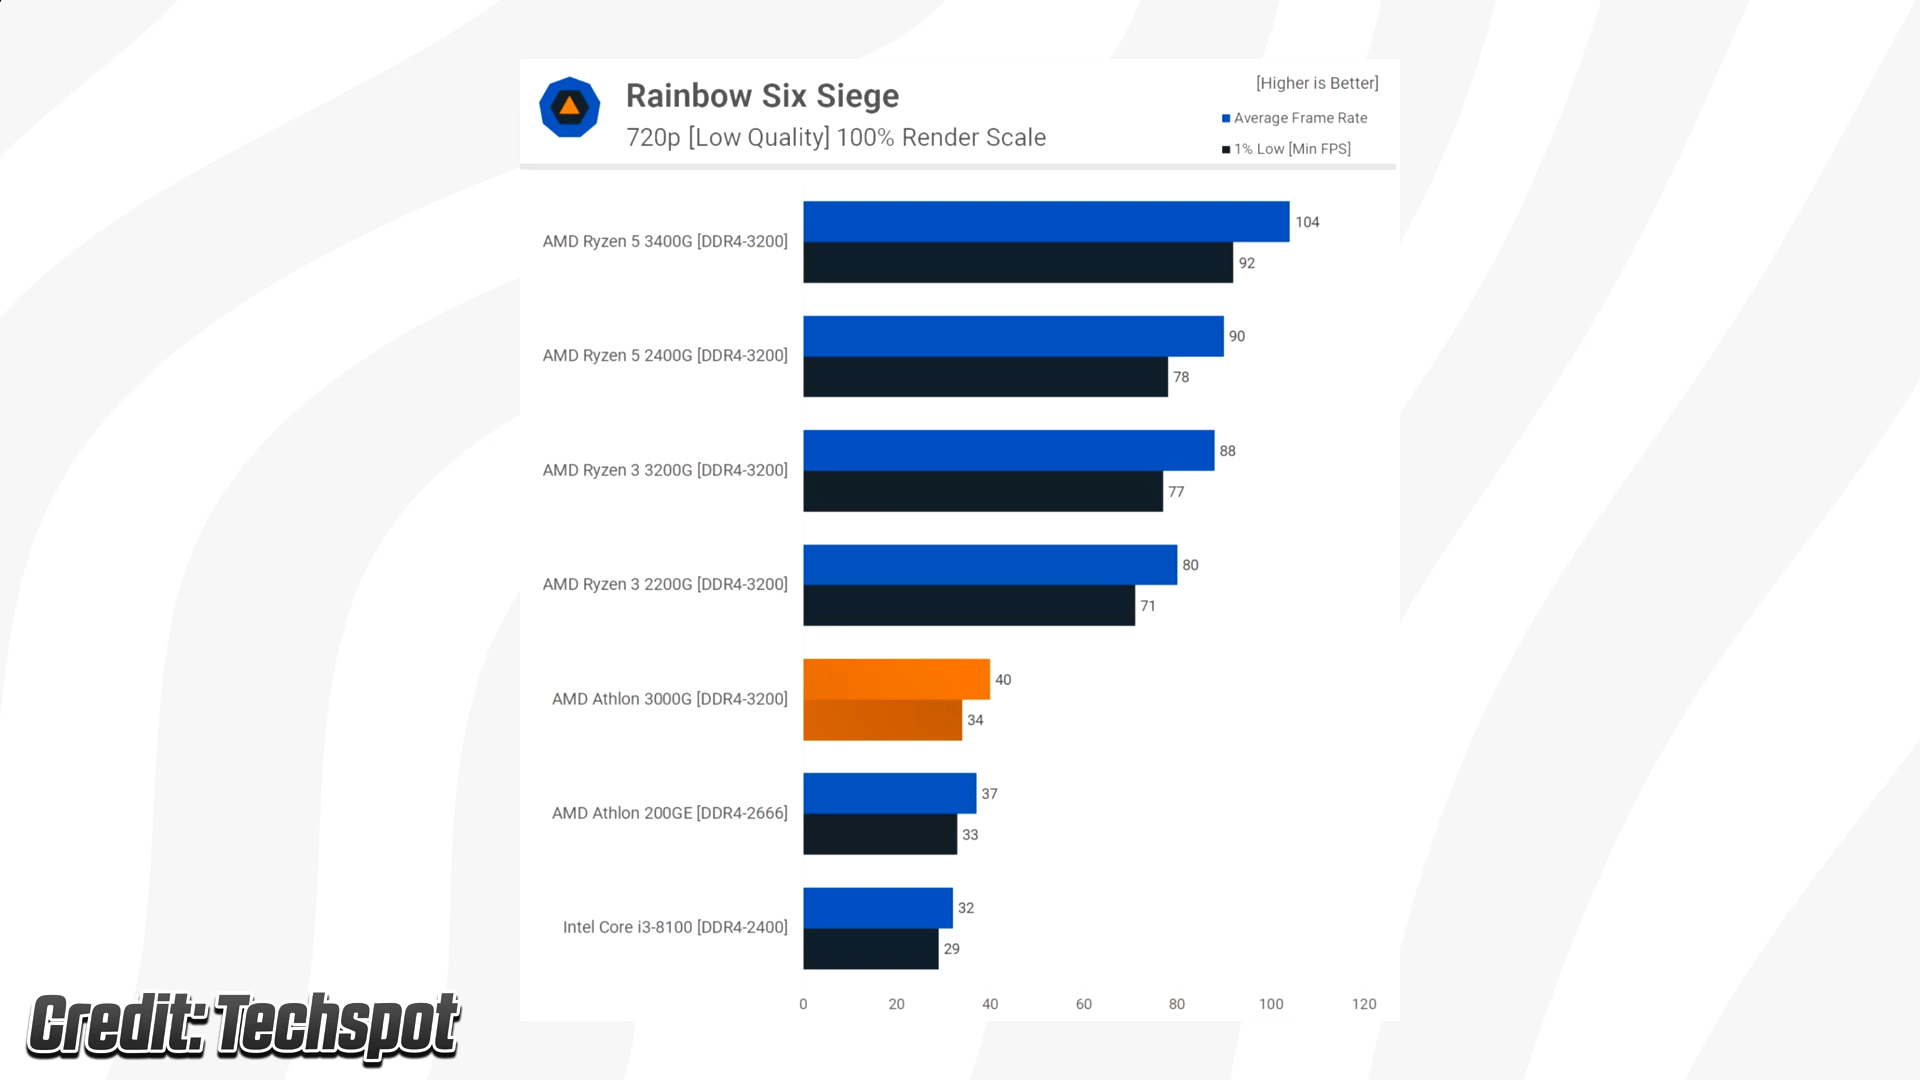 Rainbow Six Siege
720p [Low Quality] 100% Render Scale
[Higher is Better]
Average Frame Rate
1% Low [Min FPS]
AMD Ryzen 5 3400G [DDR4-3200]
104
92
AMD Ryzen 5 2400G [DDR4-3200]
90
78
AMD Ryzen 3 3200G [DDR4-3200]
88
77
AMD Ryzen 3 2200G [DDR4-3200]
80
71
AMD Athlon 3000G [DDR4-3200]
40
34
AMD Athlon 200GE [DDR4-2666]
37
33
Intel Core i3-8100 [DDR4-2400]
32
29
0 20 40 60 80 100 120
Credit: Techspot